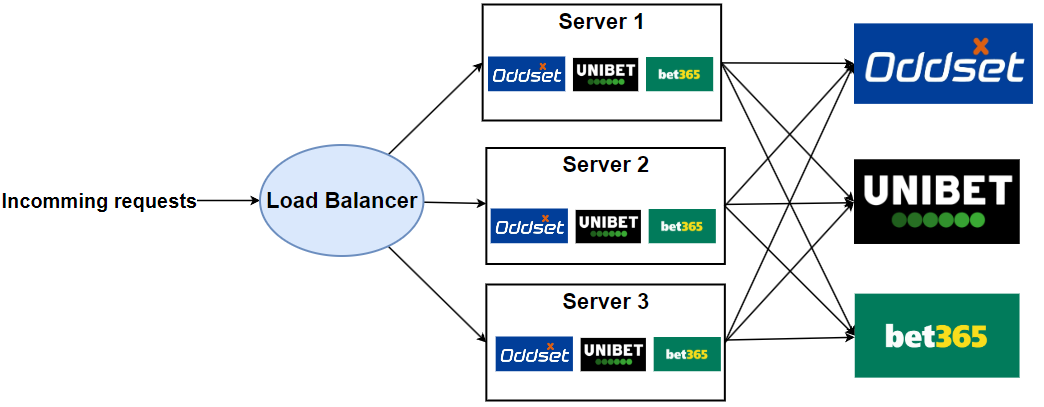 Server 1
Oddset UNIBET bet365
Incomming requests
Load Balancer
Server 2
Oddset UNIBET bet365
Server 3
Oddset UNIBET bet365
Oddset
UNIBET
bet365